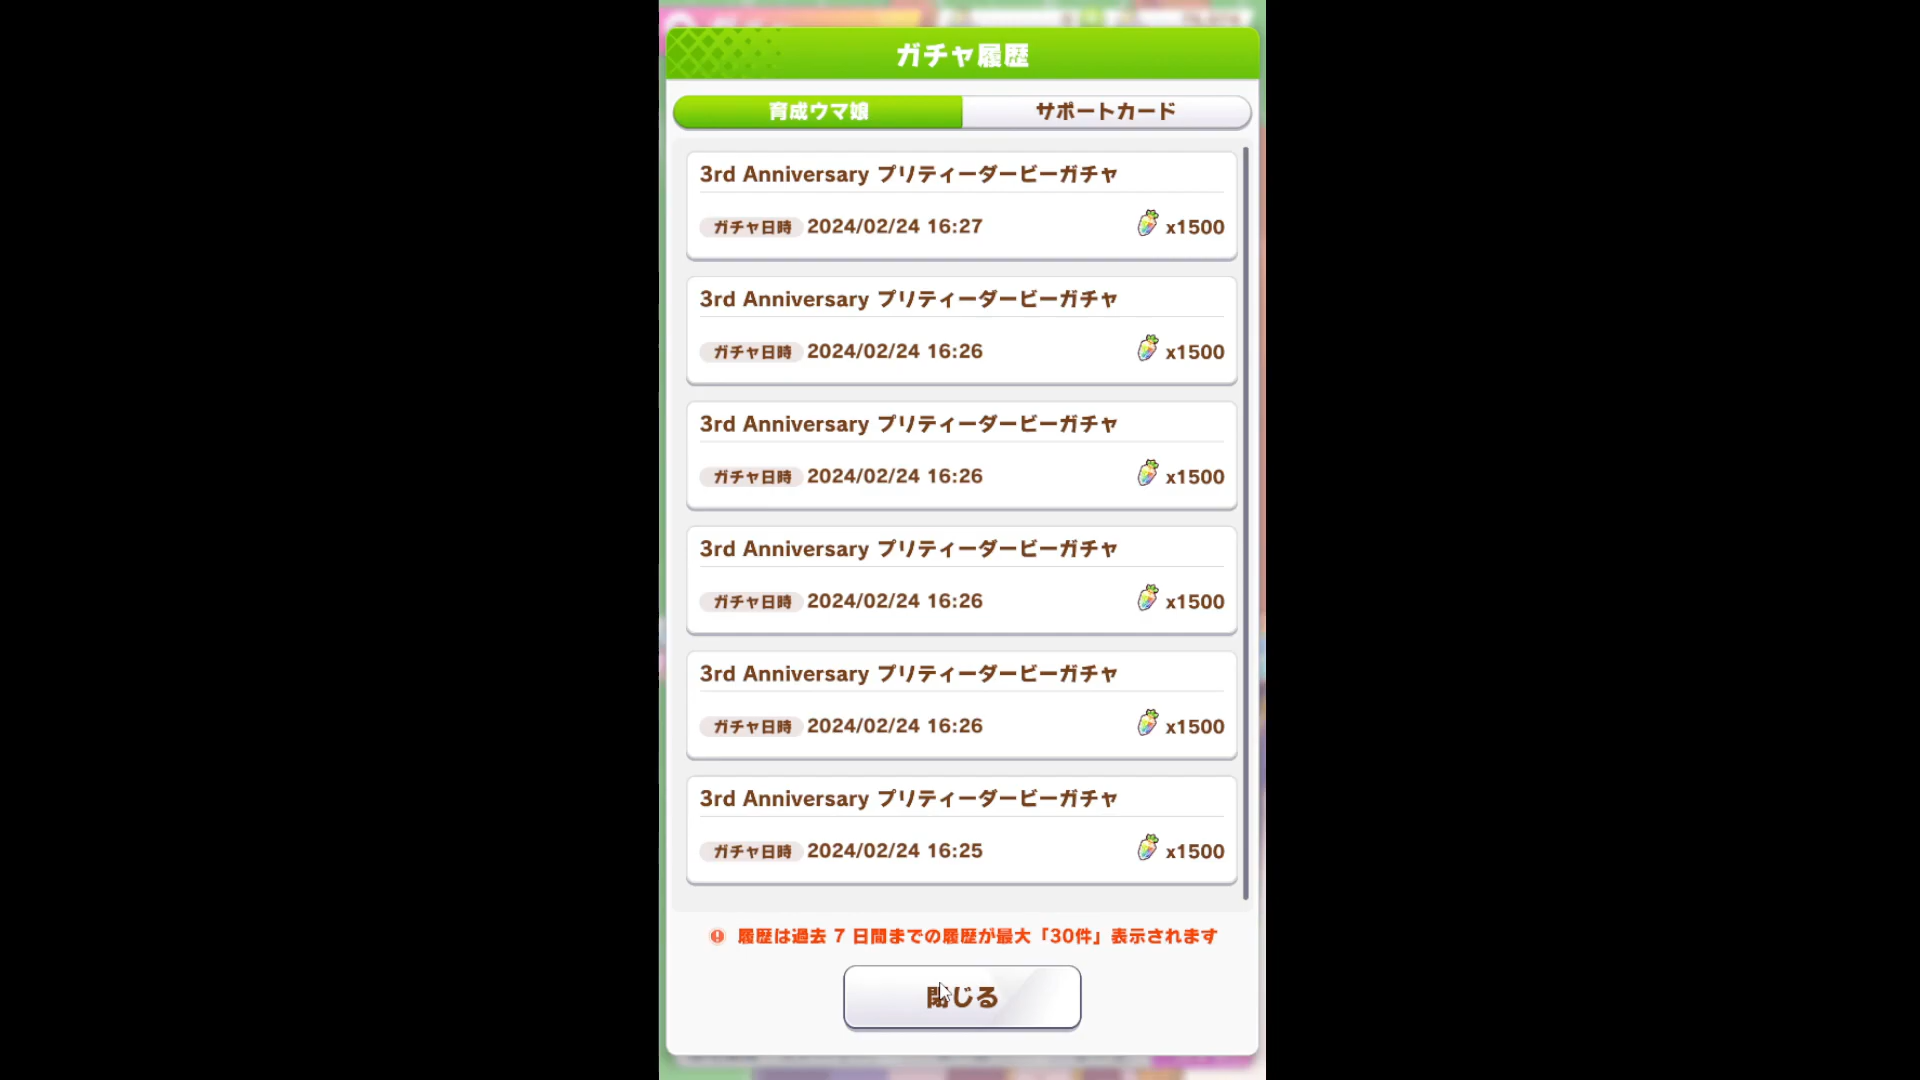 ガチャ履歴
育成ウマ娘
サポートカード
3rd Anniversary プリティーダービーガチャ
ガチャ日時 2024/02/24 16:27 x1500
3rd Anniversary プリティーダービーガチャ
ガチャ日時 2024/02/24 16:26 x1500
3rd Anniversary プリティーダービーガチャ
ガチャ日時 2024/02/24 16:26 x1500
3rd Anniversary プリティーダービーガチャ
ガチャ日時 2024/02/24 16:26 x1500
3rd Anniversary プリティーダービーガチャ
ガチャ日時 2024/02/24 16:26 x1500
3rd Anniversary プリティーダービーガチャ
ガチャ日時 2024/02/24 16:25 x1500
履歴は過去 7 日間までの履歴が最大「30件」表示されます
閉じる